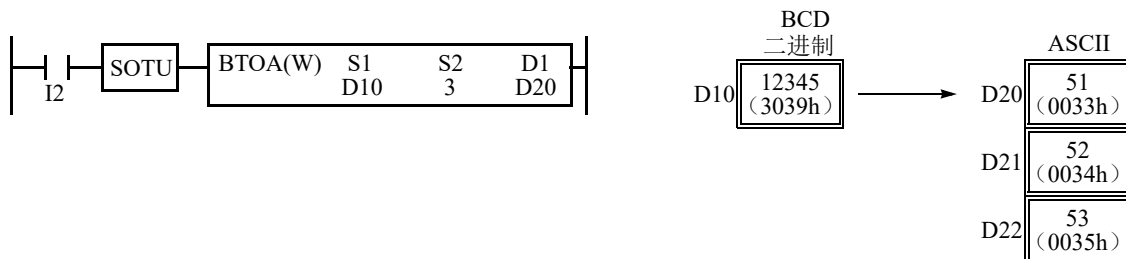 I2
SOTU
BTOA(W) S1 S2 D1
D10 3 D20
BCD
二进制
D10
12345
（3039h）
ASCII
D20
51
（0033h）
D21
52
（0034h）
D22
53
（0035h）